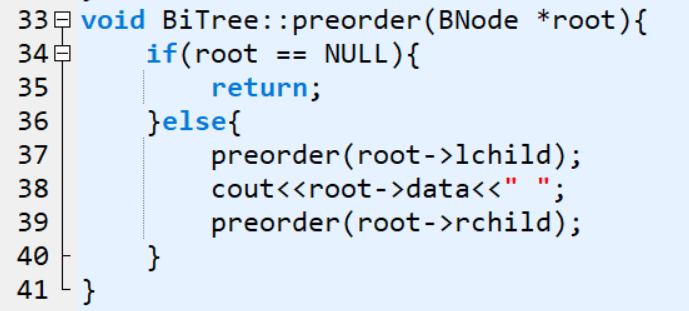 33 void BiTree::preorder(BNode *root){
34     if(root == NULL){
35         return;
36     }else{
37         preorder(root->lchild);
38         cout<<root->data<<" ";
39         preorder(root->rchild);
40     }
41 }